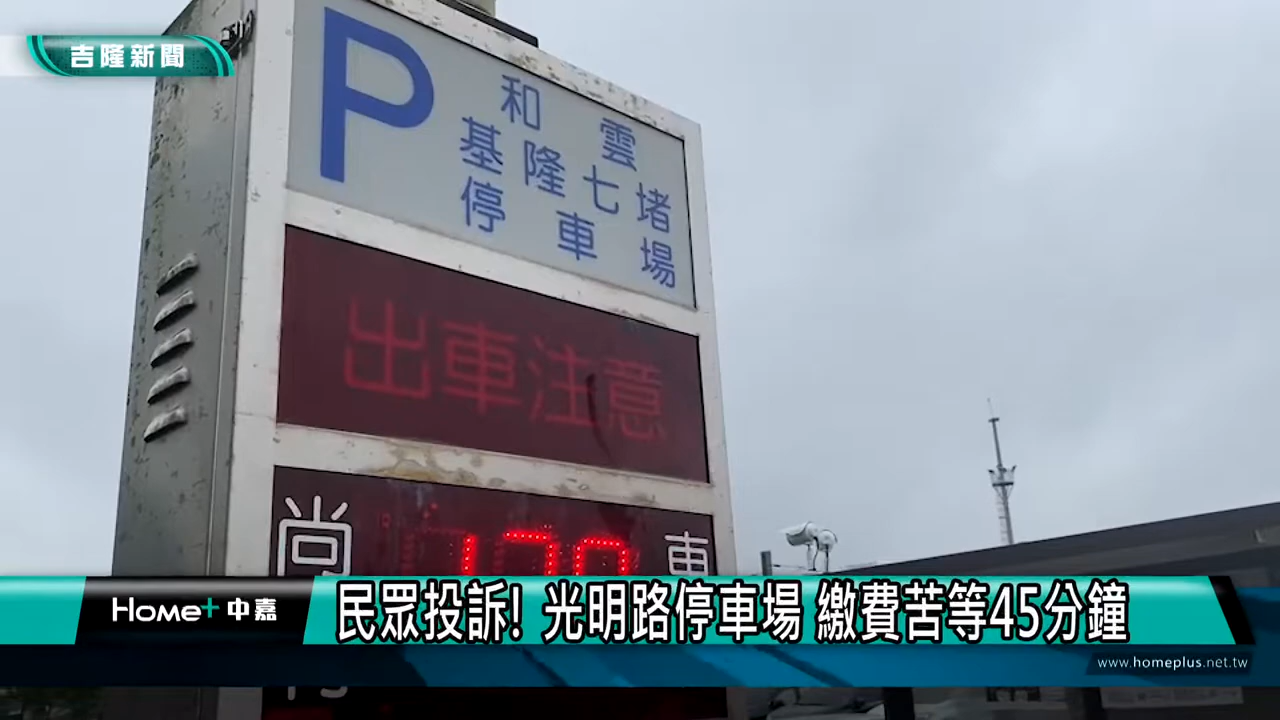 吉隆新聞
P
和雲
基隆七堵
停車場
出車注意
尚
車
Home+中嘉
民眾投訴! 光明路停車場 繳費苦等45分鐘
www.homeplus.net.tw